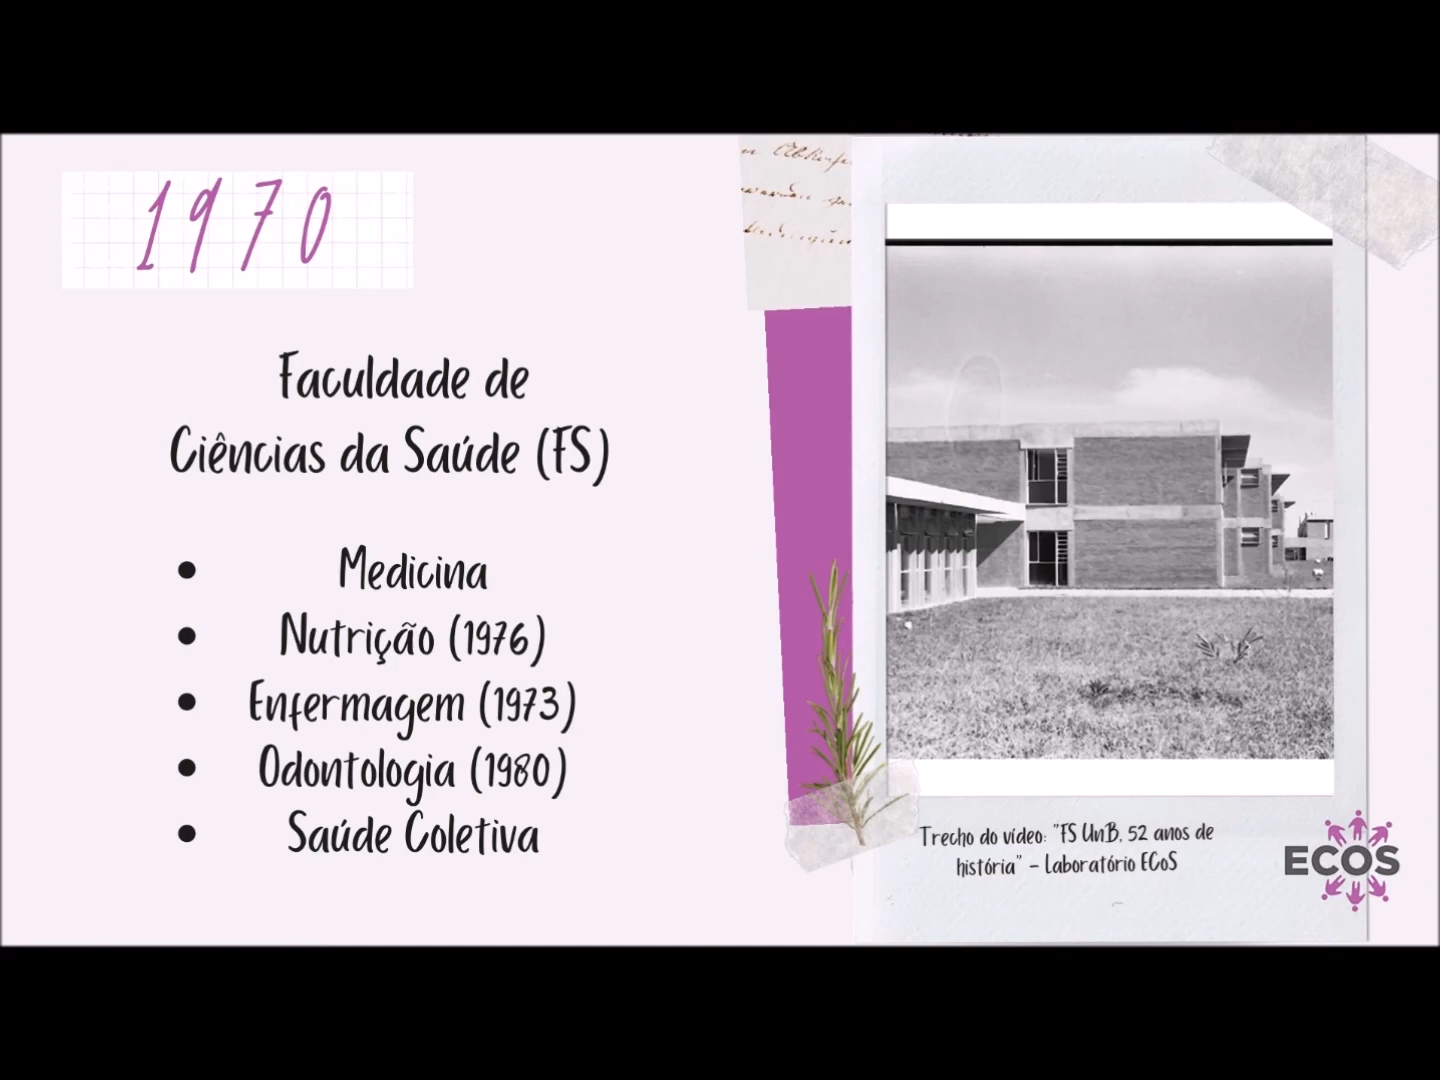 1970
Faculdade de
Ciências da Saúde (FS)
• Medicina
• Nutrição (1976)
• Enfermagem (1973)
• Odontologia (1980)
• Saúde Coletiva
Trecho do vídeo: "FS UnB, 52 anos de
história" - Laboratório ECoS
ECOS